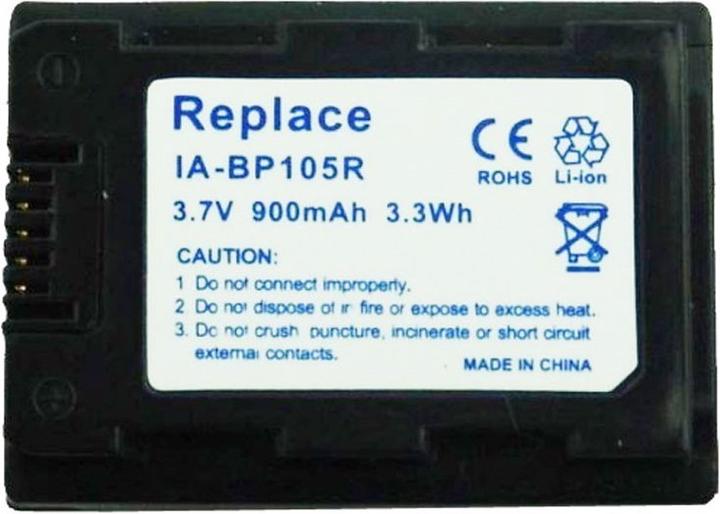 Replace
IA-BP105R
3.7V 900mAh 3.3Wh
CE
ROHS Li-ion
CAUTION:
1 Do not connect improperly.
2 Do not dispose of ir fire or expose to excess heat.
3. Do not crush puncture, incinerate or short circuit
external contacts.
MADE IN CHINA